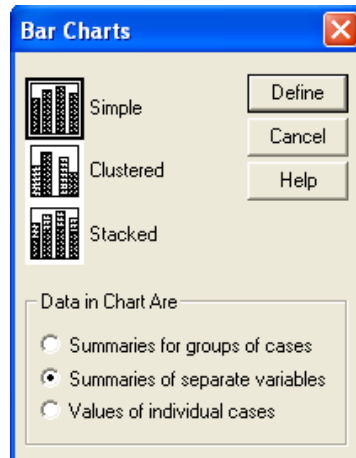 Bar Charts
Simple
Define
Cancel
Clustered
Help
Stacked
Data in Chart Are
Summaries for groups of cases
Summaries of separate variables
Values of individual cases